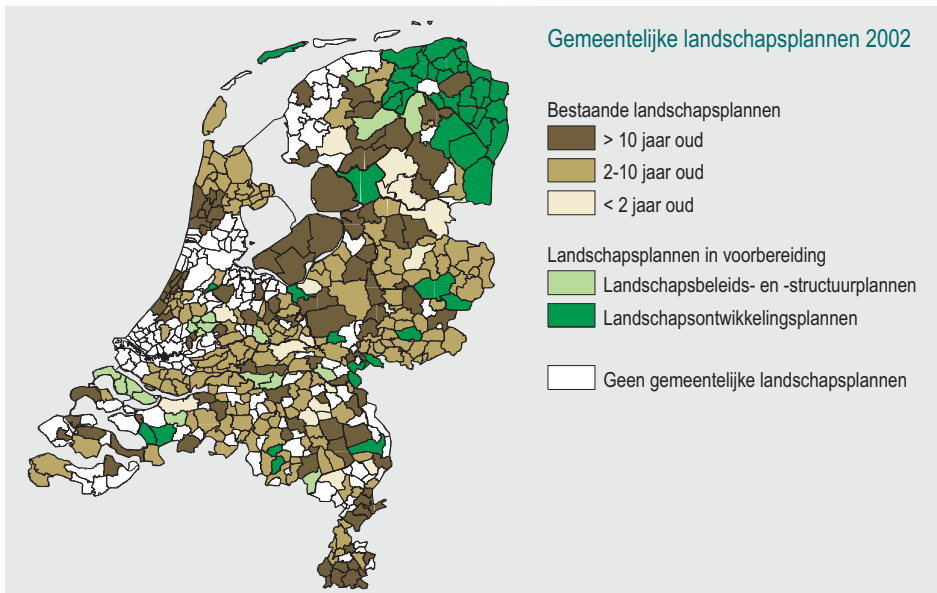 Gemeentelijke landschapsplannen 2002
Bestaande landschapsplannen
> 10 jaar oud
2-10 jaar oud
< 2 jaar oud
Landschapsplannen in voorbereiding
Landschapsbeleids- en -structuurplannen
Landschapsontwikkelingsplannen
Geen gemeentelijke landschapsplannen